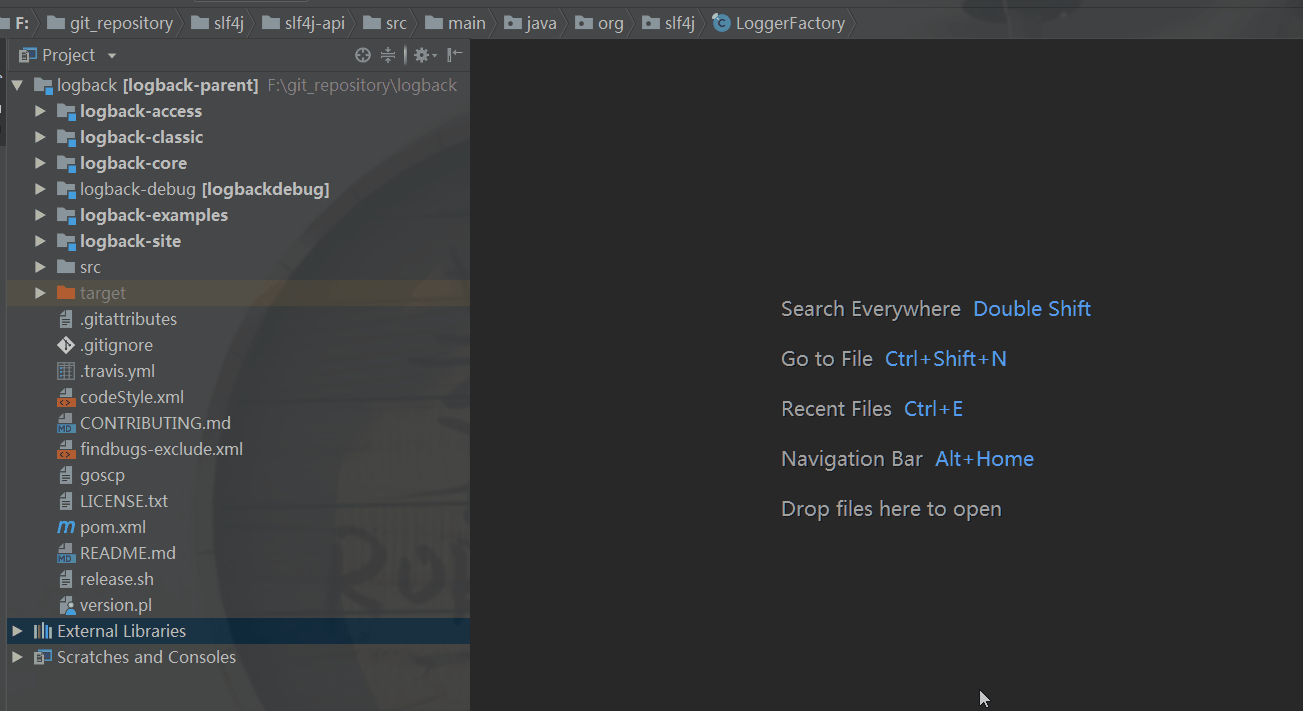 F: git_repository slf4j slf4j-api src main java org slf4j LoggerFactory
Project
logback [logback-parent] F:\git_repository\logback
logback-access
logback-classic
logback-core
logback-debug [logbackdebug]
logback-examples
logback-site
src
target
.gitattributes
.gitignore
.travis.yml
codeStyle.xml
CONTRIBUTING.md
findbugs-exclude.xml
goscp
LICENSE.txt
pom.xml
README.md
release.sh
version.pl
External Libraries
Scratches and Consoles
Search Everywhere Double Shift
Go to File Ctrl+Shift+N
Recent Files Ctrl+E
Navigation Bar Alt+Home
Drop files here to open